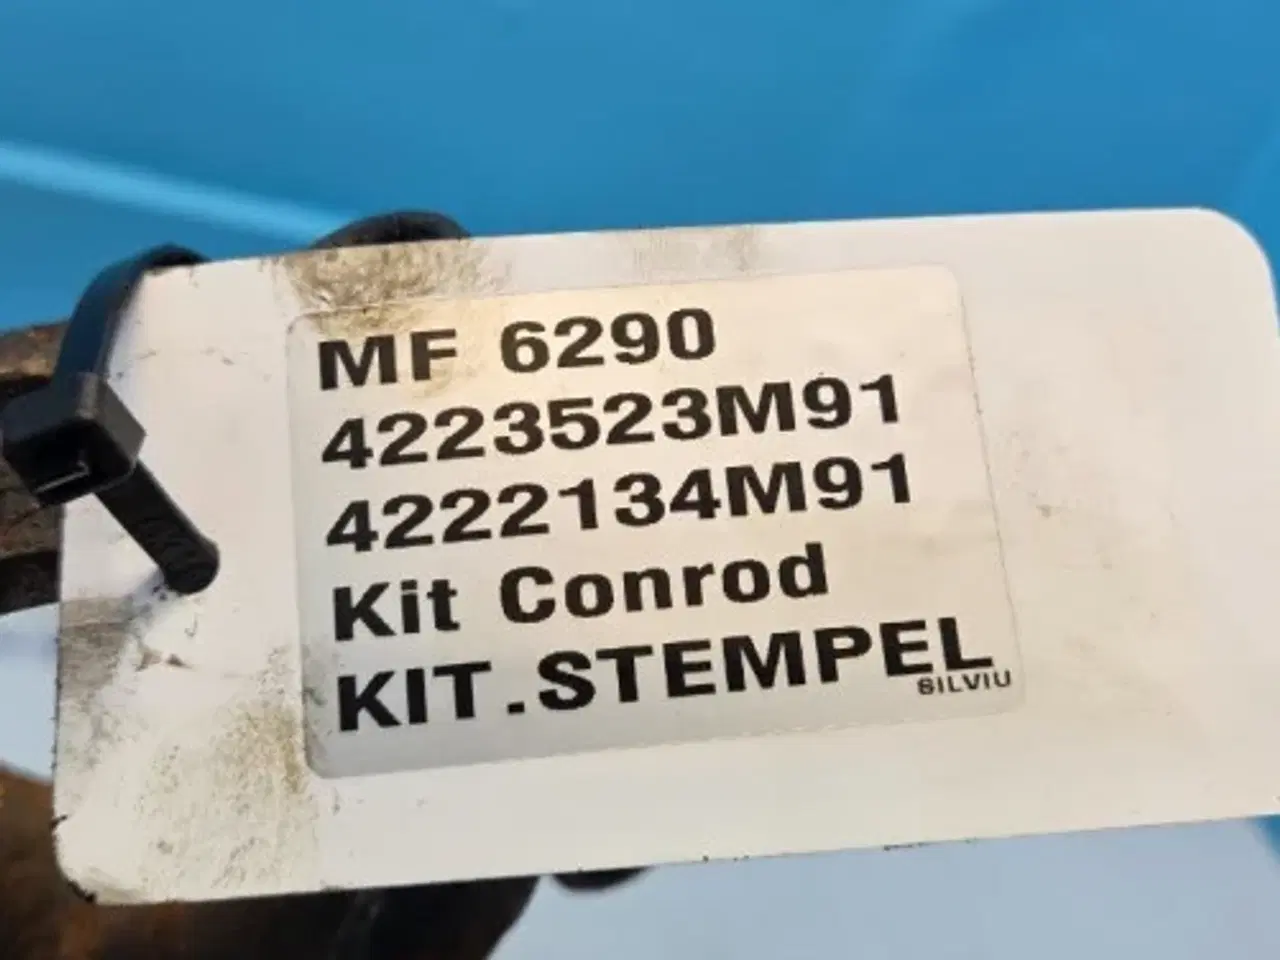 MF 6290
4223523M91
4222134M91
Kit Conrod
KIT.STEMPEL
SILVIU